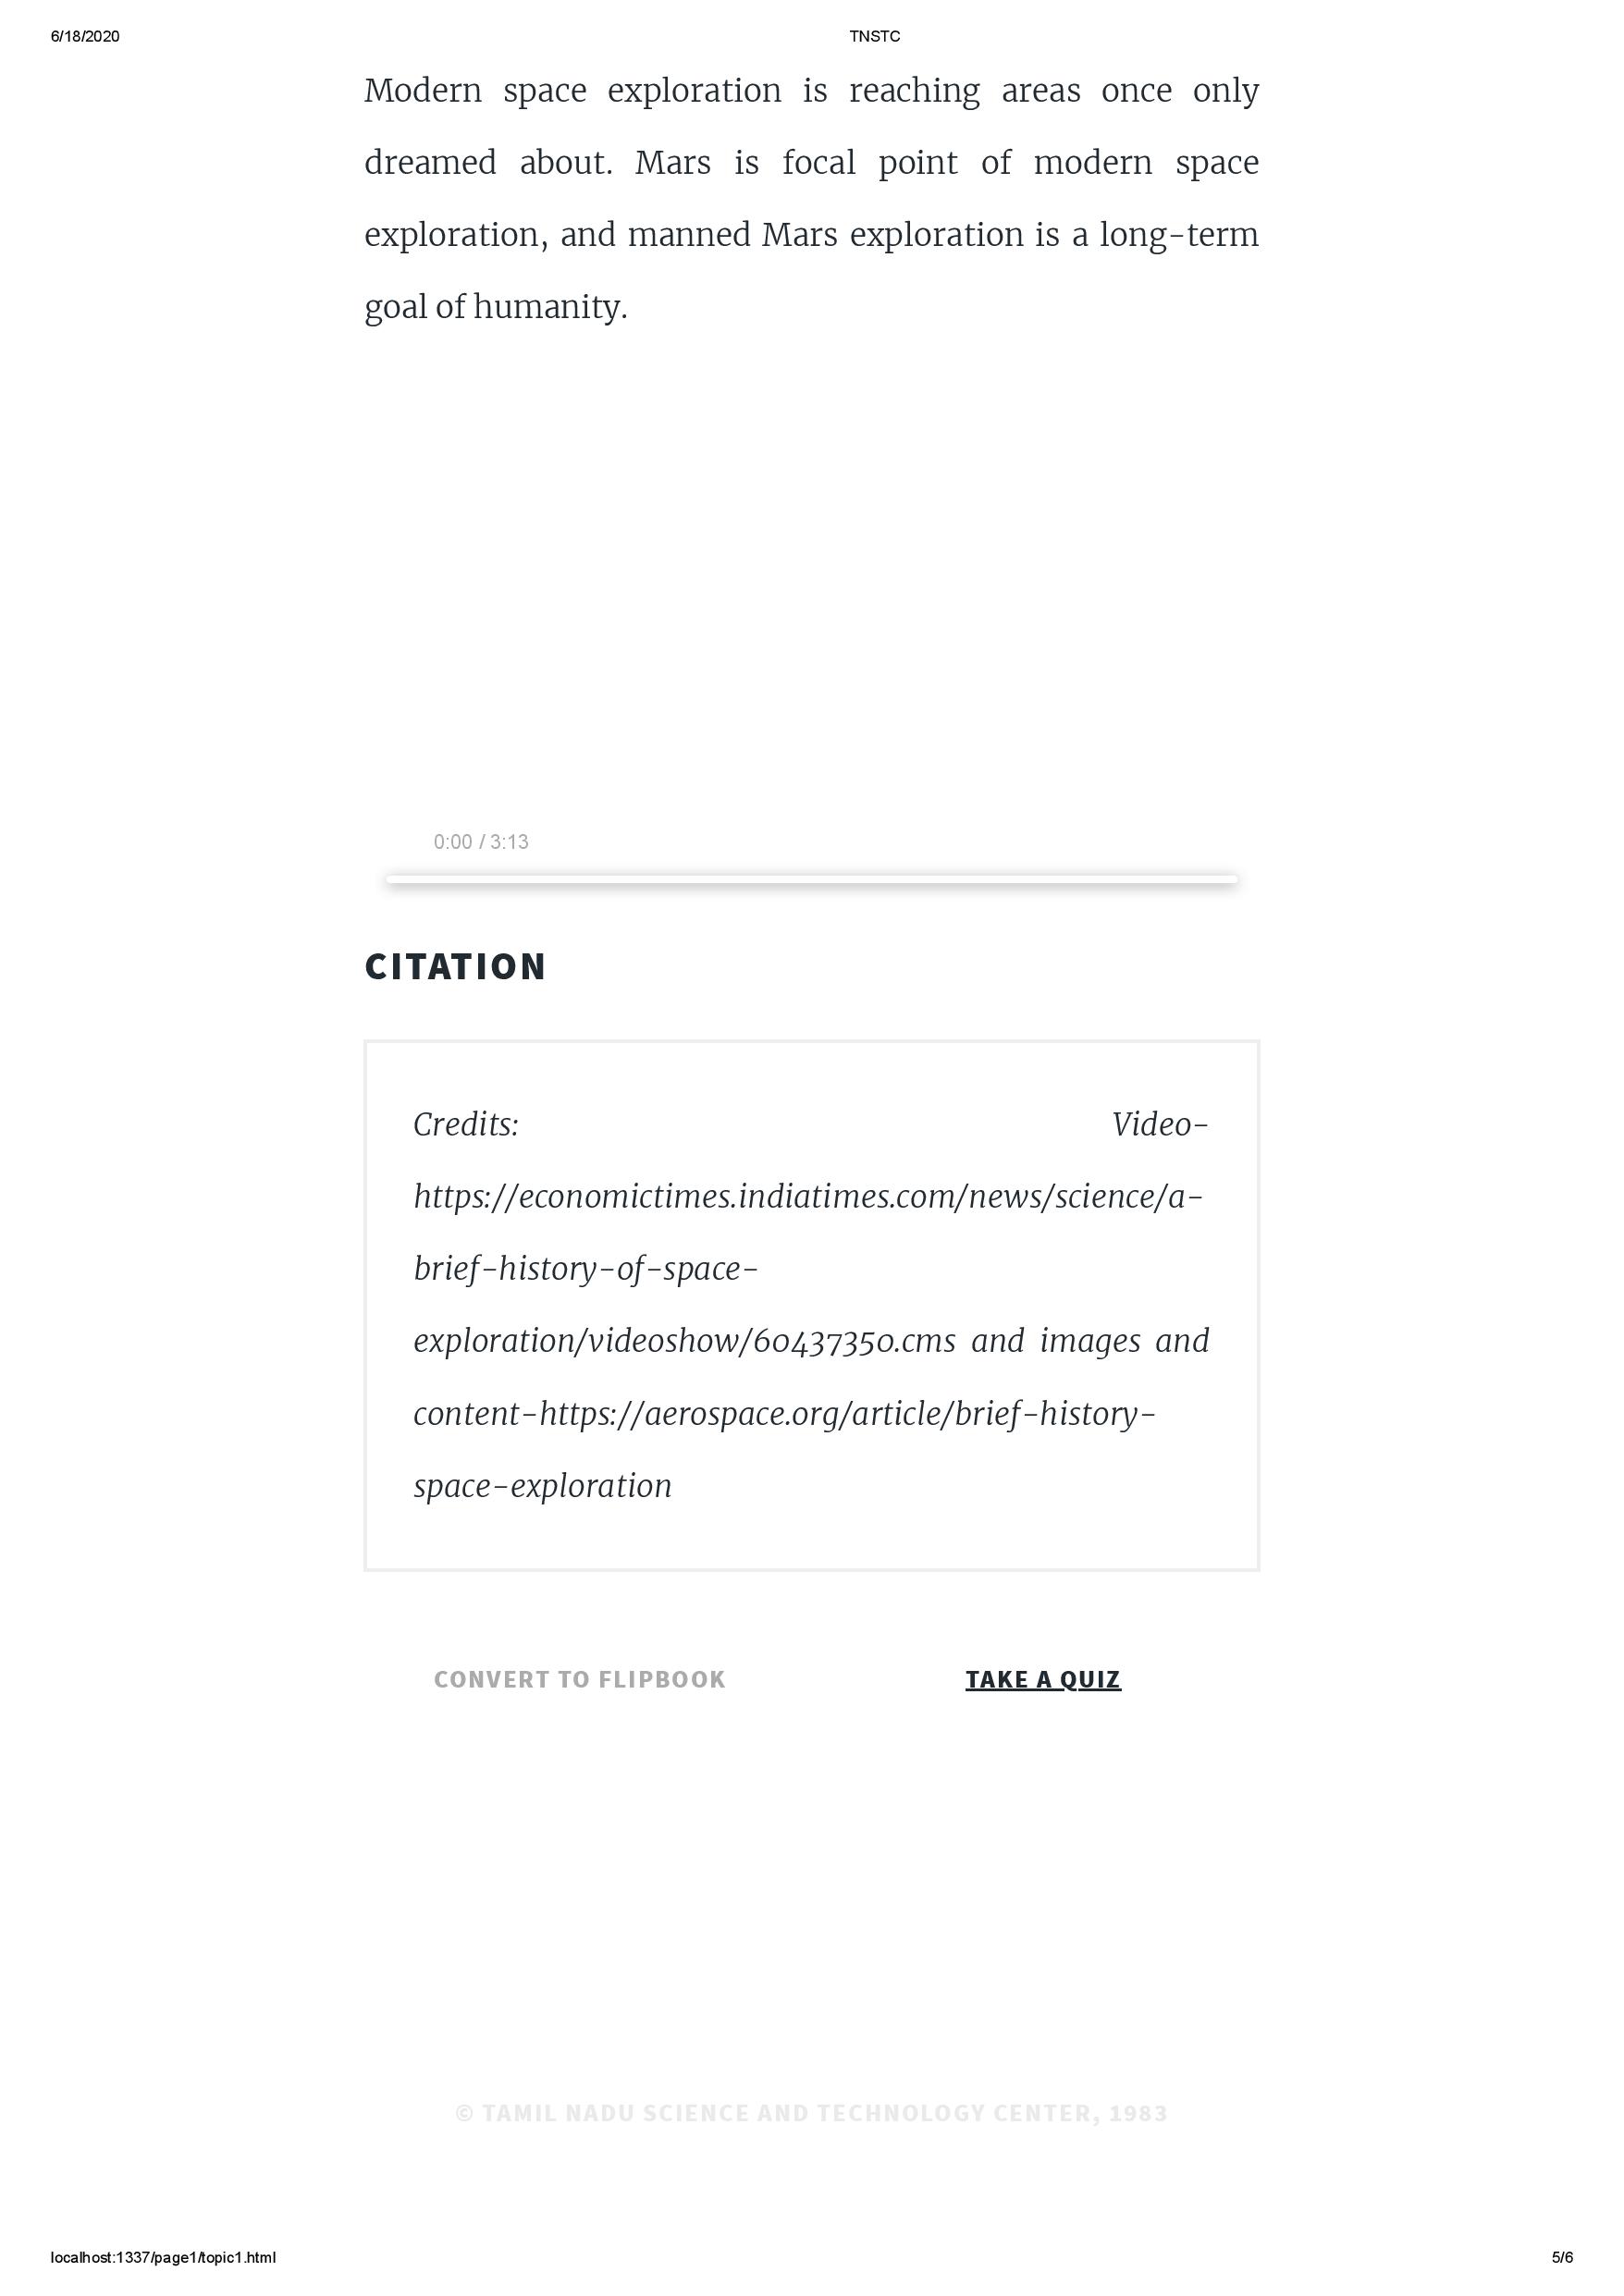 6/18/2020 TNSTC
Modern space exploration is reaching areas once only
dreamed about. Mars is focal point of modern space
exploration, and manned Mars exploration is a long-term
goal of humanity.
0:00 / 3:13
CITATION
Credits: Video-
https://economictimes.indiatimes.com/news/science/a-
brief-history-of-space-
exploration/videoshow/60437350.cms and images and
content-https://aerospace.org/article/brief-history-
space-exploration
CONVERT TO FLIPBOOK TAKE A QUIZ
© TAMIL NADU SCIENCE AND TECHNOLOGY CENTER, 1983
localhost:1337/page1/topic1.html 5/6